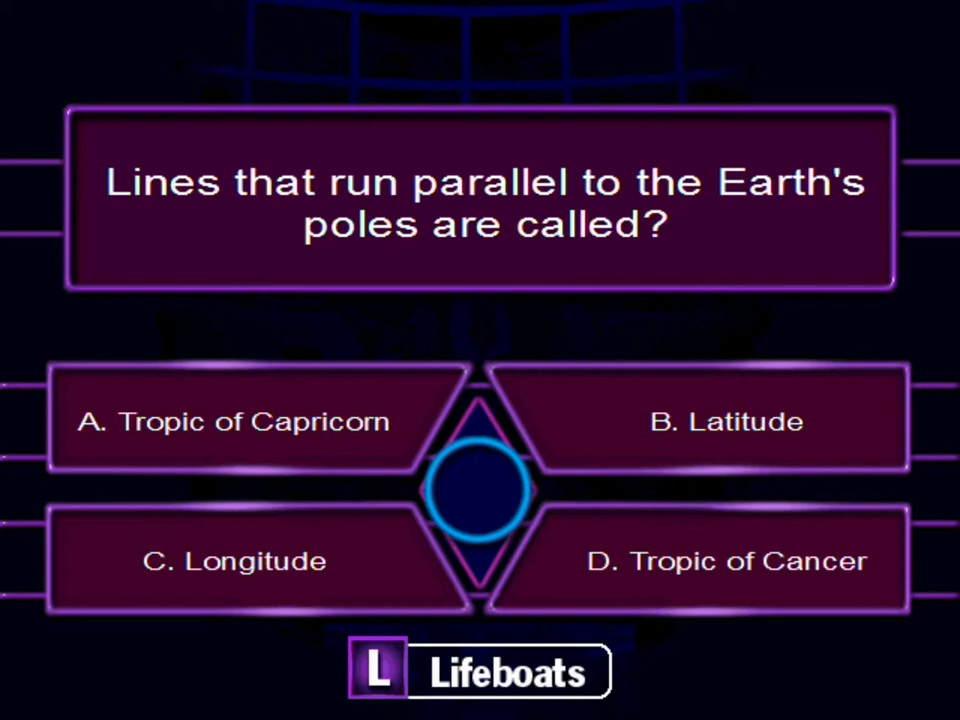 Lines that run parallel to the Earth's
poles are called?
A. Tropic of Capricorn
B. Latitude
C. Longitude
D. Tropic of Cancer
L Lifeboats